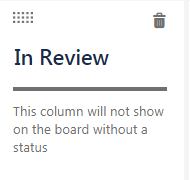 In Review
This column will not show
on the board without a
status